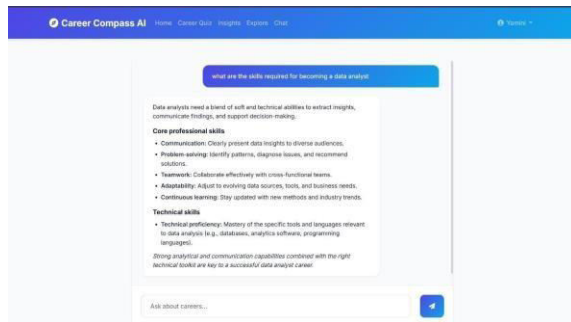 Career Compass AI Home Career Quiz Insights Explore Chat
what are the skills required for becoming a data analyst
Data analysts need a blend of soft and technical abilities to extract insights,
communicate findings, and support decision-making.
Core professional skills
• Communication: Clearly present data insights to diverse audiences.
• Problem-solving: Identify patterns, diagnose issues, and recommend
solutions.
• Teamwork: Collaborate effectively with cross-functional teams.
• Adaptability: Adjust to evolving data sources, tools, and business needs.
• Continuous learning: Stay updated with new methods and industry trends.
Technical skills
• Technical proficiency: Mastery of the specific tools and languages relevant
to data analysis (e.g., databases, analytics software, programming
languages).
Strong analytical and communication capabilities combined with the right
technical toolkit are key to a successful data analyst career.
Ask about careers...